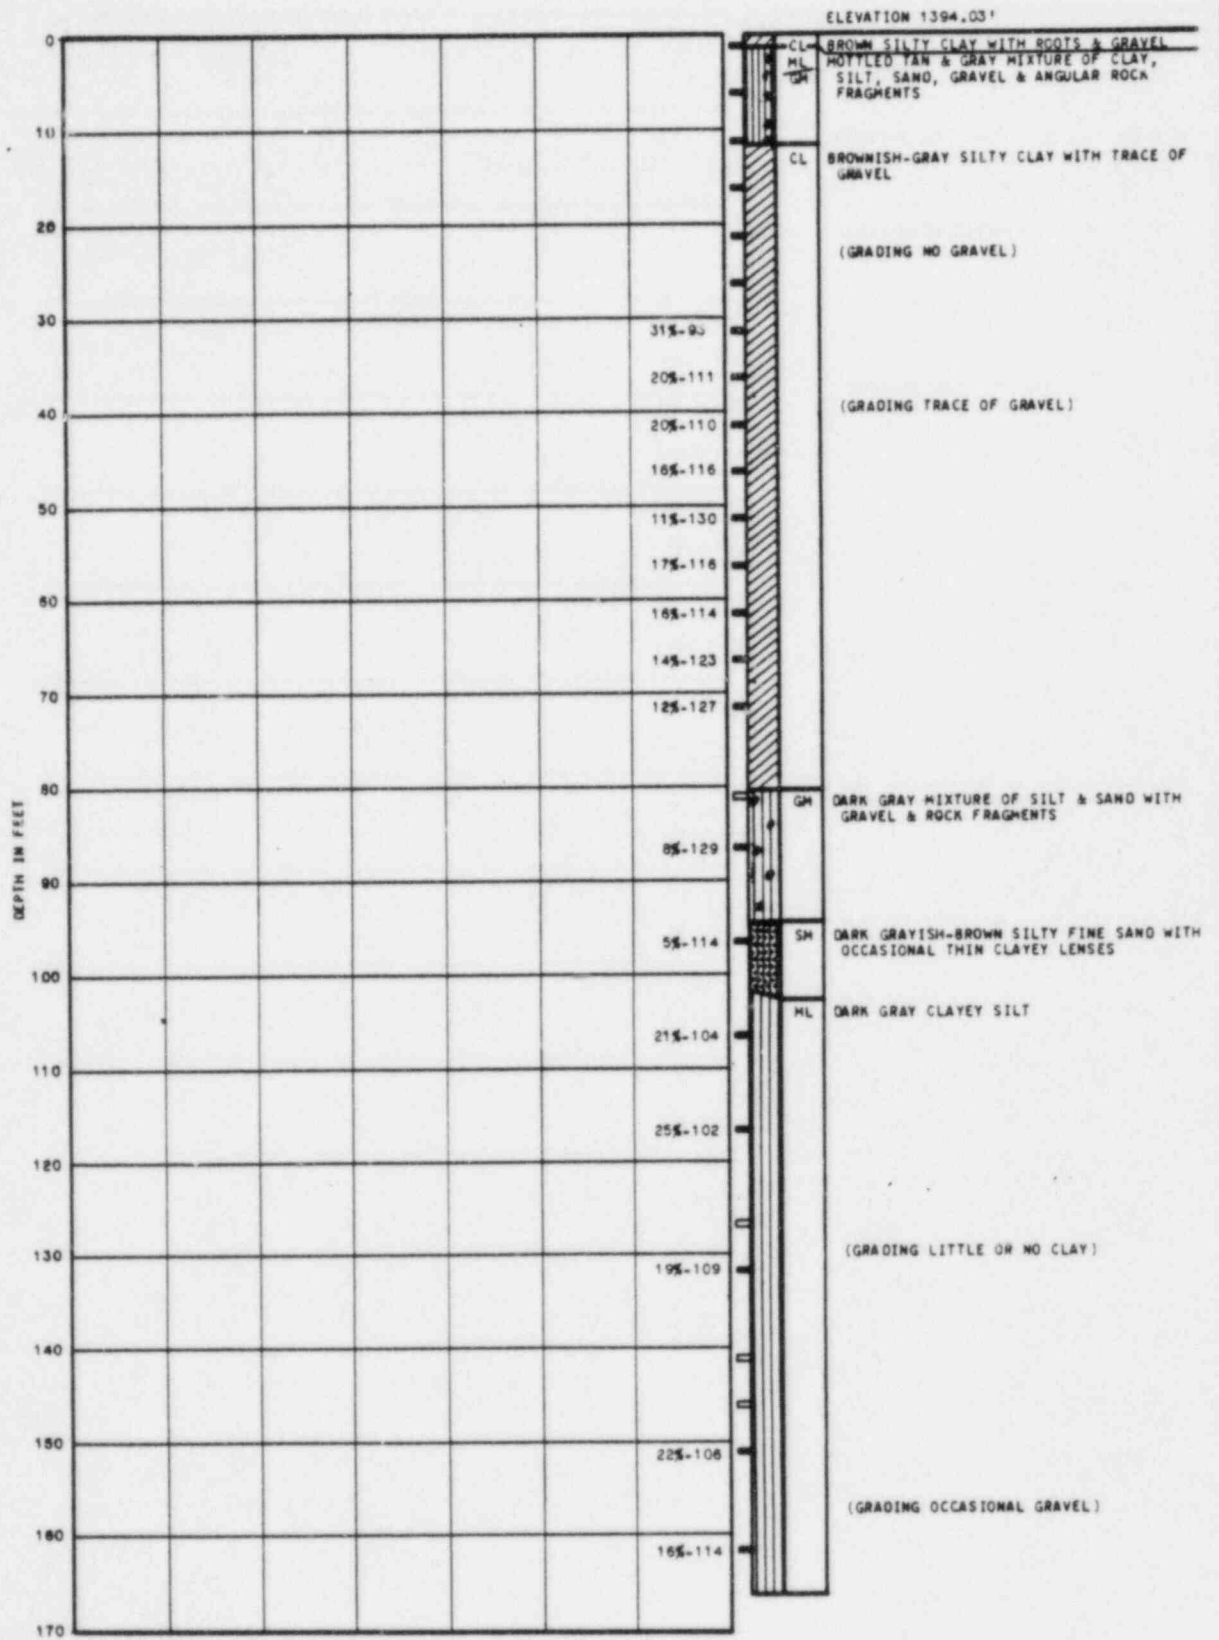 ELEVATION 1394.03'
0
CL BROWN SILTY CLAY WITH ROOTS & GRAVEL
ML MOTTLED TAN & GRAY MIXTURE OF CLAY,
GM SILT, SAND, GRAVEL & ANGULAR ROCK
FRAGMENTS
10
CL BROWNISH-GRAY SILTY CLAY WITH TRACE OF
GRAVEL
20
(GRADING NO GRAVEL)
30
31%-93
20%-111
(GRADING TRACE OF GRAVEL)
40
20%-110
16%-116
50
11%-130
17%-116
60
16%-114
14%-123
70
12%-127
80
GM DARK GRAY MIXTURE OF SILT & SAND WITH
GRAVEL & ROCK FRAGMENTS
8%-129
DEPTH IN FEET
90
SM DARK GRAYISH-BROWN SILTY FINE SAND WITH
5%-114
OCCASIONAL THIN CLAYEY LENSES
100
ML DARK GRAY CLAYEY SILT
21%-104
110
25%-102
120
130
(GRADING LITTLE OR NO CLAY)
19%-109
140
150
22%-106
(GRADING OCCASIONAL GRAVEL)
160
16%-114
170